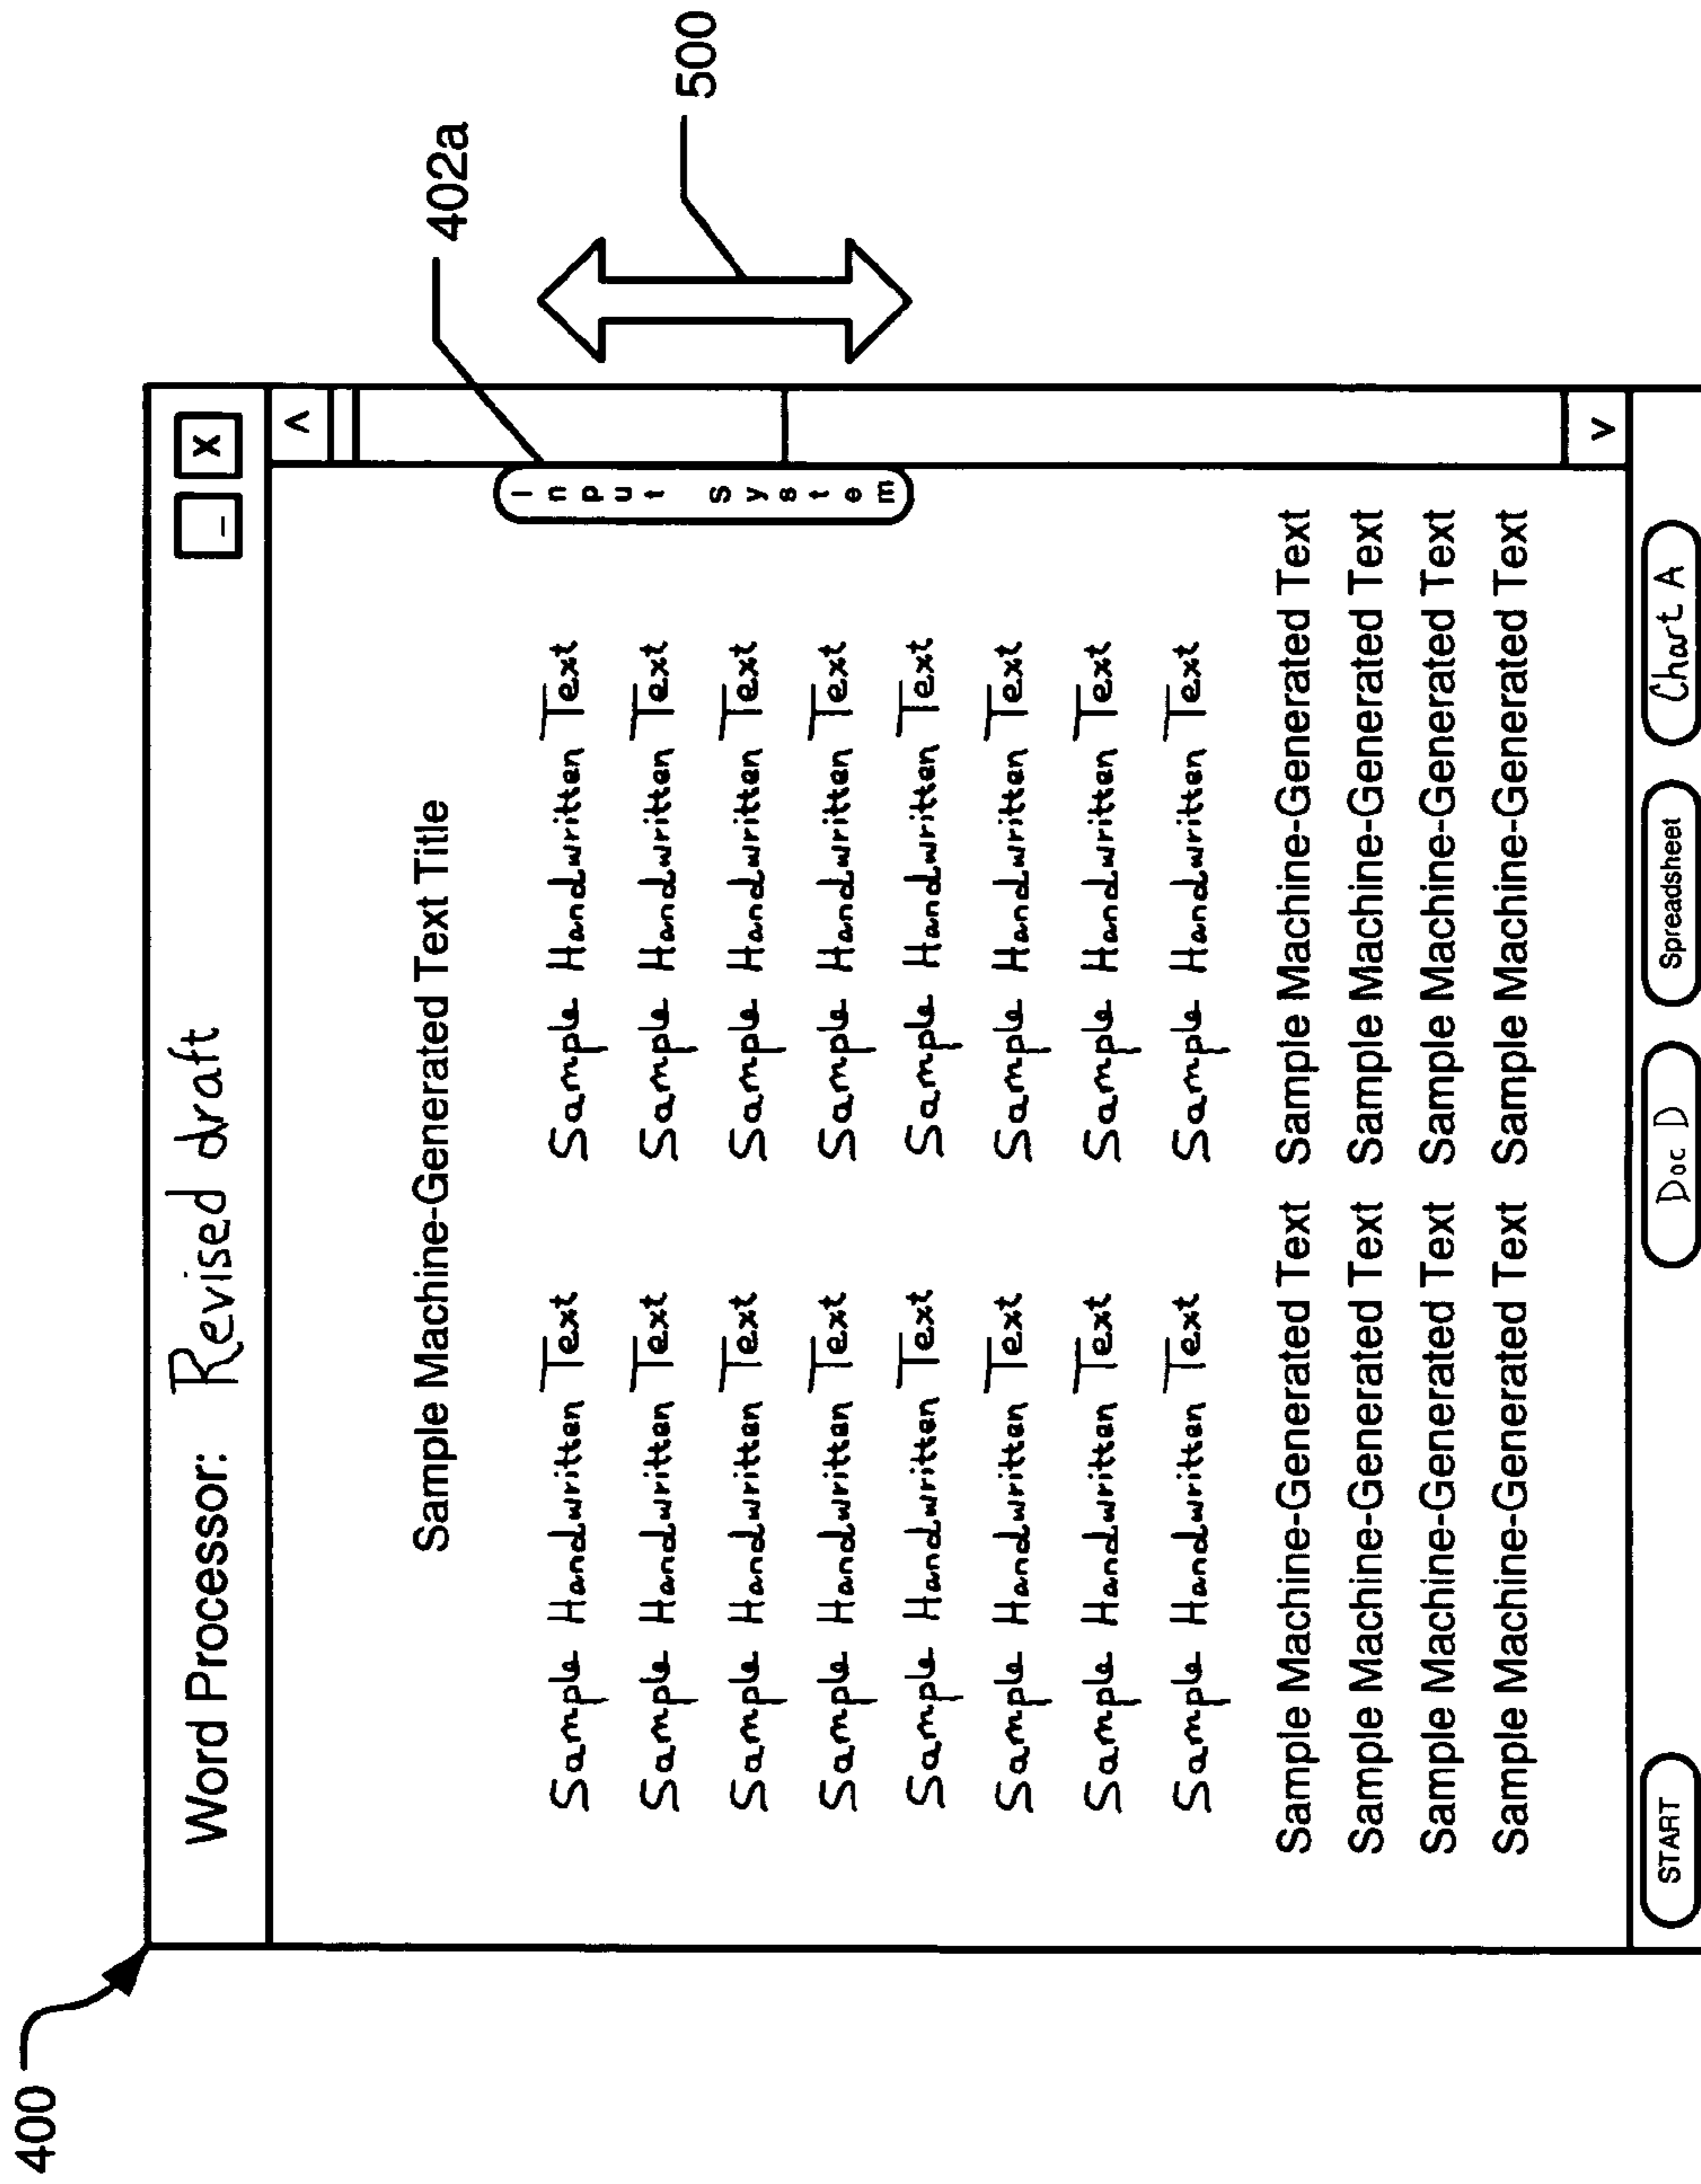 400
Word Processor: Revised draft
_ X
^
402a
500
Input System
Sample Machine-Generated Text Title
Sample Handwritten Text Sample Handwritten Text
Sample Handwritten Text Sample Handwritten Text
Sample Handwritten Text Sample Handwritten Text
Sample Handwritten Text Sample Handwritten Text
Sample Handwritten Text Sample Handwritten Text
Sample Handwritten Text Sample Handwritten Text
Sample Handwritten Text Sample Handwritten Text
Sample Handwritten Text Sample Handwritten Text
Sample Machine-Generated Text Sample Machine-Generated Text
Sample Machine-Generated Text Sample Machine-Generated Text
Sample Machine-Generated Text Sample Machine-Generated Text
Sample Machine-Generated Text Sample Machine-Generated Text
v
START Doc D Spreadsheet Chart A